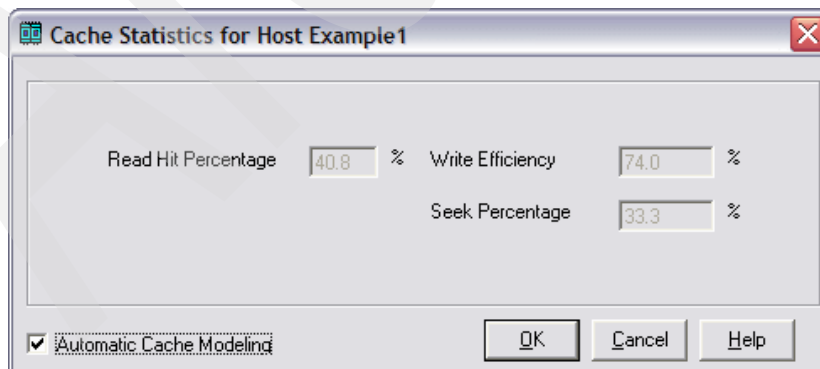 Cache Statistics for Host Example1
Read Hit Percentage 40.8 % Write Efficiency 74.0 %
Seek Percentage 33.3 %
Automatic Cache Modeling OK Cancel Help